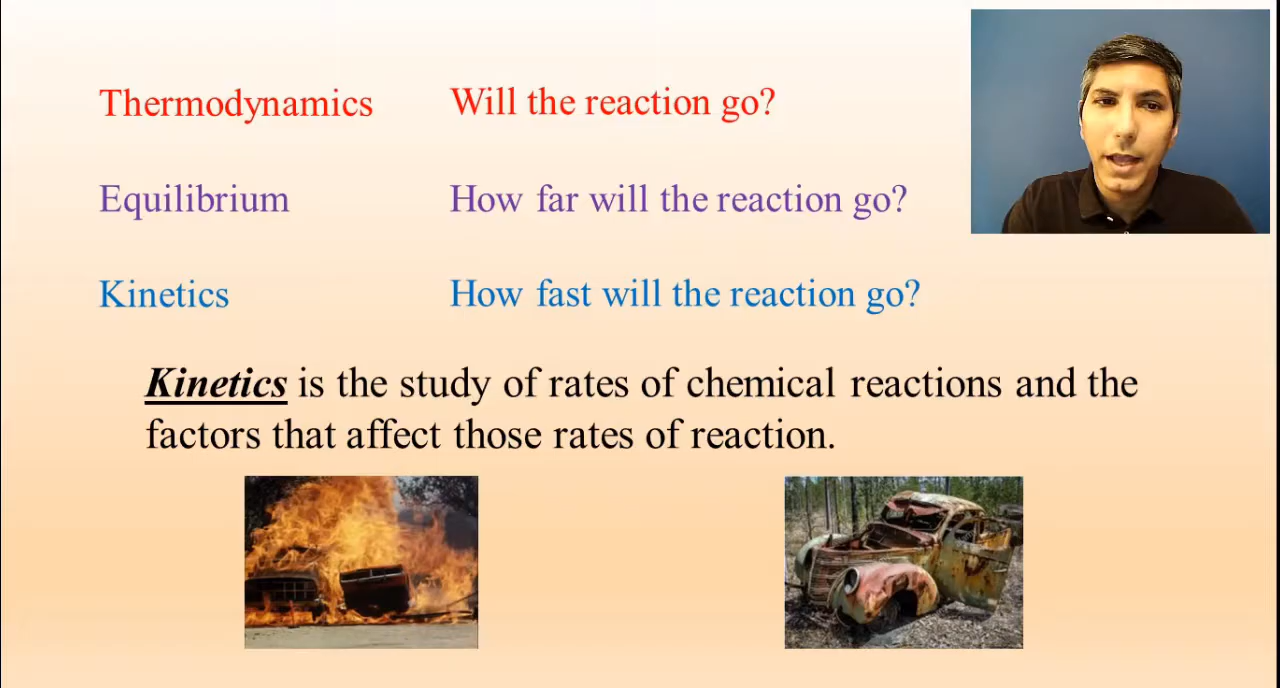 Thermodynamics Will the reaction go?
Equilibrium How far will the reaction go?
Kinetics How fast will the reaction go?
Kinetics is the study of rates of chemical reactions and the
factors that affect those rates of reaction.